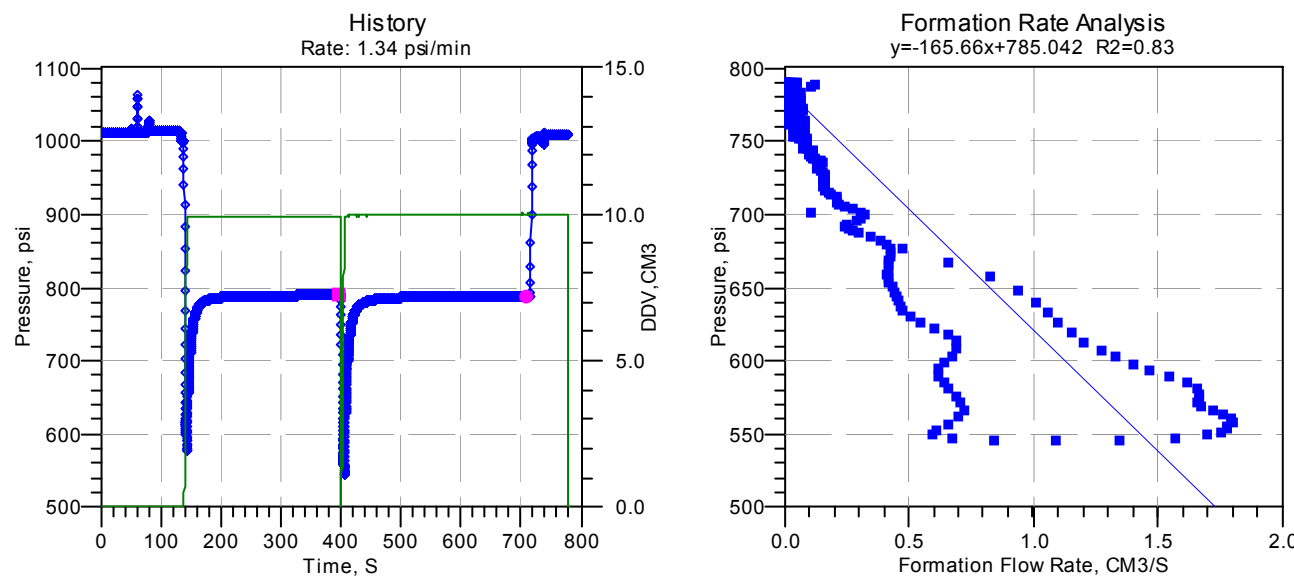 History
Rate: 1.34 psi/min
1100
1000
900
800
700
600
500
Pressure, psi
15.0
10.0
5.0
0.0
DDV,CM3
0 100 200 300 400 500 600 700 800
Time, S
Formation Rate Analysis
y=-165.66x+785.042 R2=0.83
800
750
700
650
600
550
500
Pressure, psi
0.0 0.5 1.0 1.5 2.0
Formation Flow Rate, CM3/S